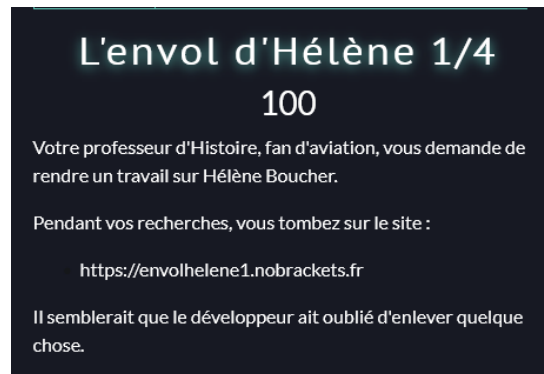 L'envol d'Hélène 1/4
100
Votre professeur d'Histoire, fan d'aviation, vous demande de
rendre un travail sur Hélène Boucher.
Pendant vos recherches, vous tombez sur le site :
https://envolhelene1.nobrackets.fr
Il semblerait que le développeur ait oublié d'enlever quelque
chose.